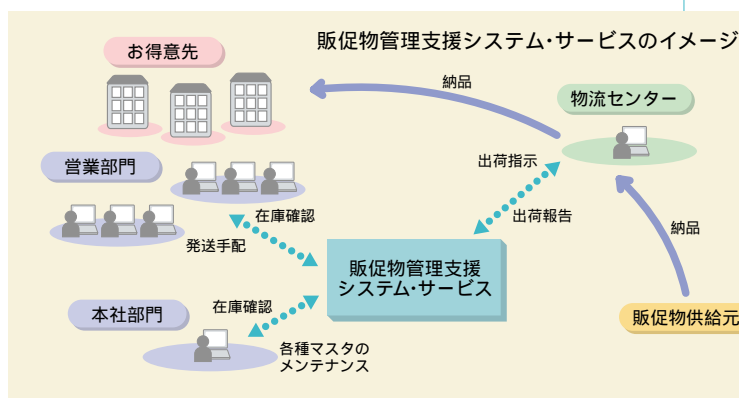 販促物管理支援システム･サービスのイメージ
お得意先
納品
物流センター
営業部門
出荷指示
在庫確認
出荷報告
発送手配
納品
販促物管理支援
システム･サービス
本社部門
在庫確認
販促物供給元
各種マスタの
メンテナンス